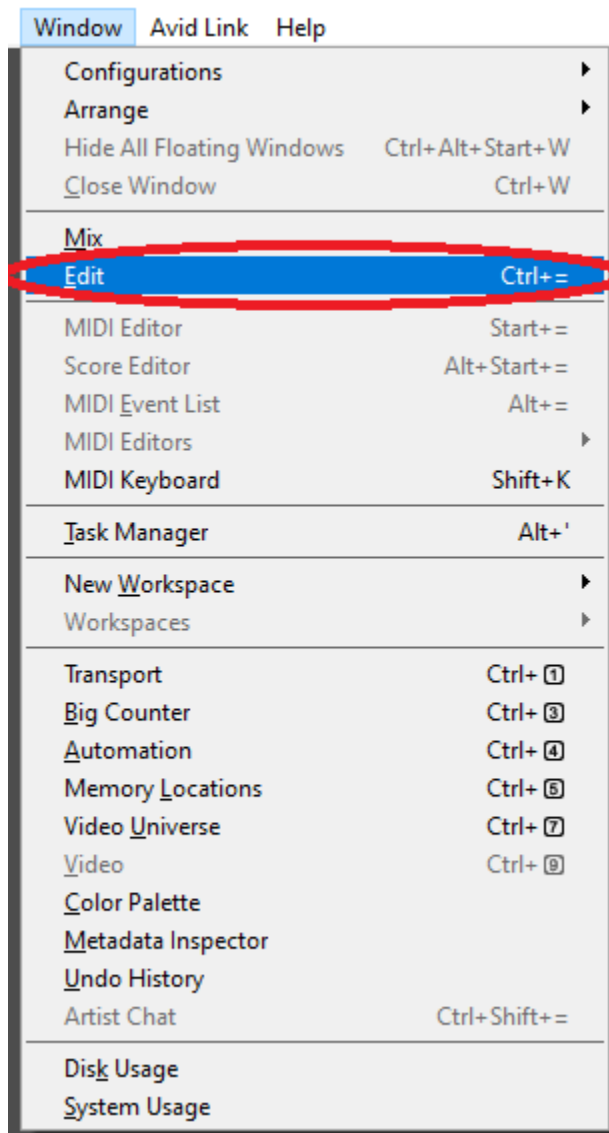 Window Avid Link Help
Configurations
Arrange
Hide All Floating Windows Ctrl+Alt+Start+W
Close Window Ctrl+W
Mix
Edit Ctrl+=
MIDI Editor Start+=
Score Editor Alt+Start+=
MIDI Event List Alt+=
MIDI Editors
MIDI Keyboard Shift+K
Task Manager Alt+'
New Workspace
Workspaces
Transport Ctrl+1
Big Counter Ctrl+3
Automation Ctrl+4
Memory Locations Ctrl+5
Video Universe Ctrl+7
Video Ctrl+9
Color Palette
Metadata Inspector
Undo History
Artist Chat Ctrl+Shift+=
Disk Usage
System Usage